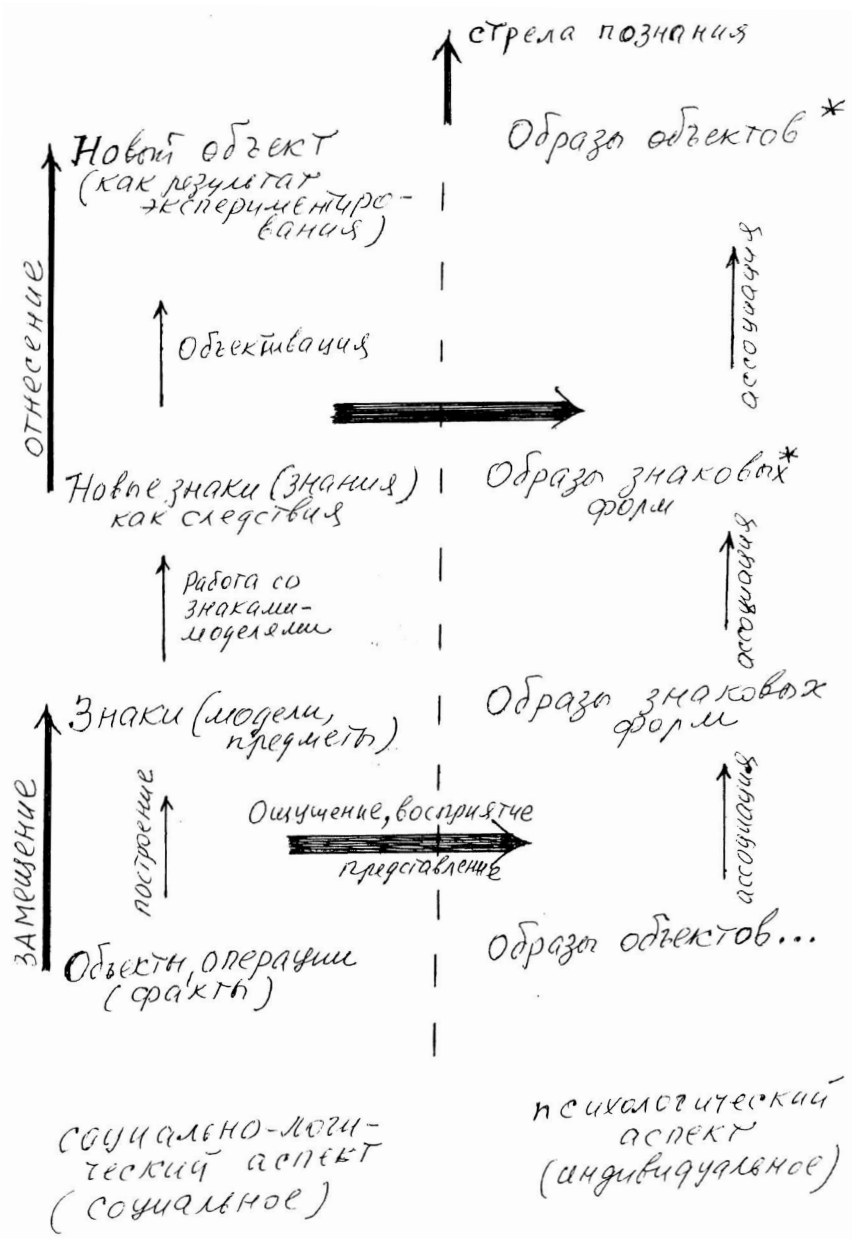 стрела познания
Новый объект
(как результат
экспериментиро-
вания)
Образы объектов*
ОТНЕСЕНИЕ
Объективация
ассоциация
Новые знаки (знания)
как следствия
Образы знаковых*
форм
Работа со
знаками-
моделями
ассоциация
Знаки (модели,
предметы)
Образы знаковых
форм
ЗАМЕЩЕНИЕ
построение
Ощущение, восприятие
представление
ассоциация
Объекты, операции
(факты)
Образы объектов...
социально-логи-
ческий аспект
(социальное)
психологический
аспект
(индивидуальное)